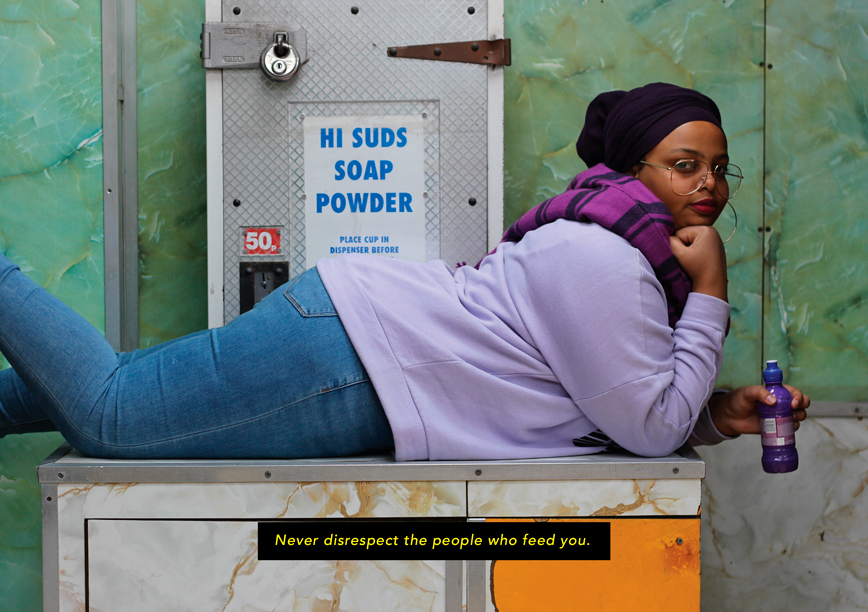 HI SUDS
SOAP
POWDER
50P
PLACE CUP IN
DISPENSER BEFORE
Never disrespect the people who feed you.